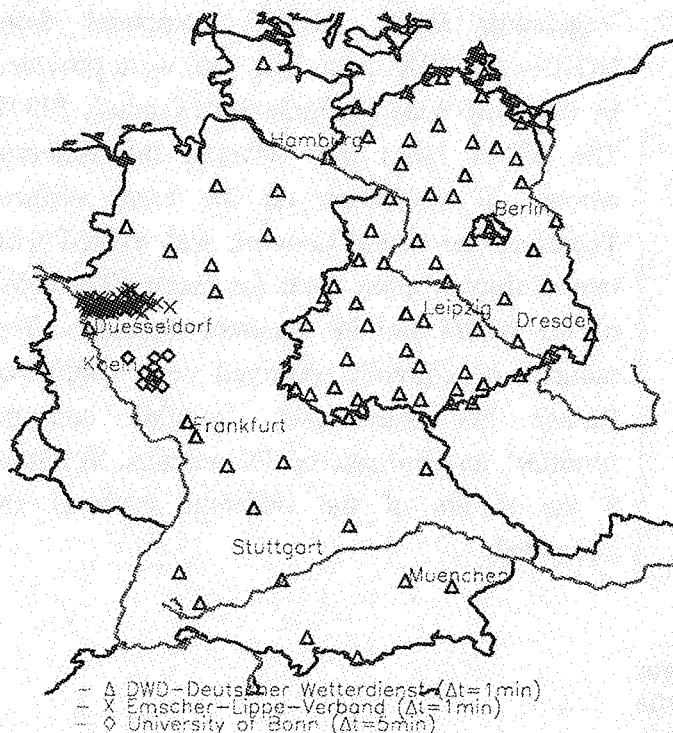 Hamburg
Berlin
Leipzig
Dresden
Duesseldorf
Koeln
Frankfurt
Stuttgart
Muenchen
– Δ DWD–Deutscher Wetterdienst (Δt=1min)
– X Emscher–Lippe–Verband (Δt=1min)
– ◇ University of Bonn (Δt=5min)